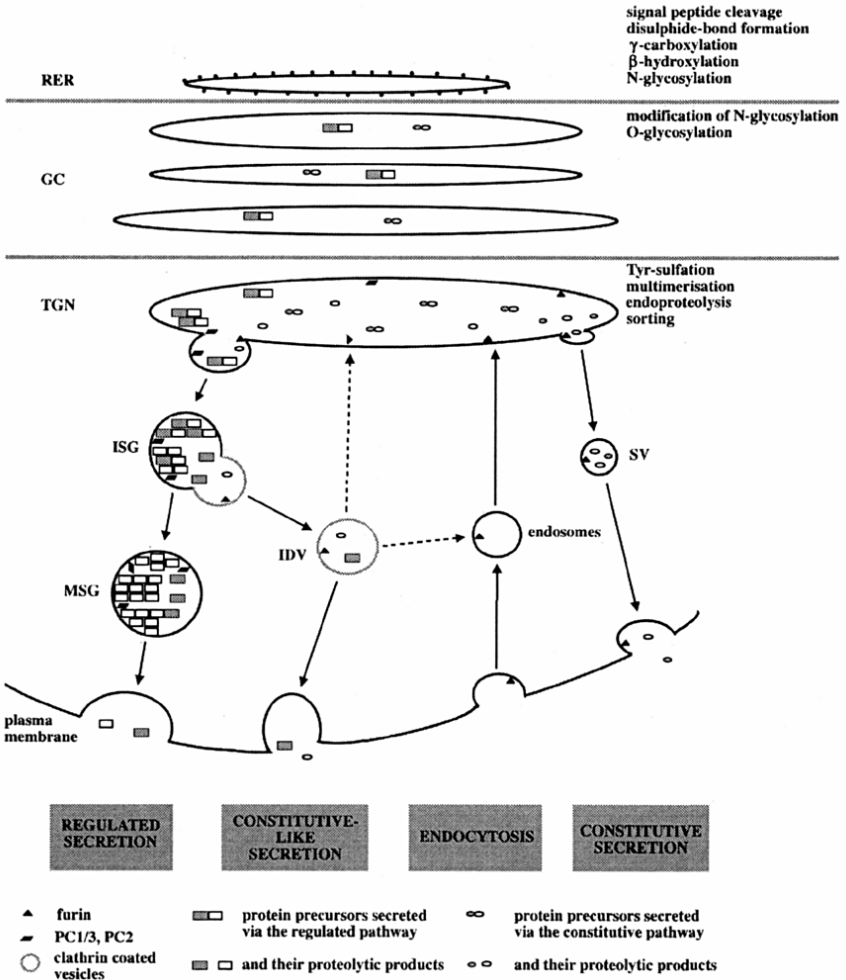 signal peptide cleavage
disulphide-bond formation
γ-carboxylation
β-hydroxylation
RER
N-glycosylation
modification of N-glycosylation
O-glycosylation
GC
Tyr-sulfation
TGN
multimerisation
endoproteolysis
sorting
ISG
SV
IDV
endosomes
MSG
plasma
membrane
REGULATED
SECRETION
CONSTITUTIVE-
LIKE
SECRETION
ENDOCYTOSIS
CONSTITUTIVE
SECRETION
furin
PC1/3, PC2
clathrin coated
vesicles
protein precursors secreted
via the regulated pathway
and their proteolytic products
protein precursors secreted
via the constitutive pathway
and their proteolytic products